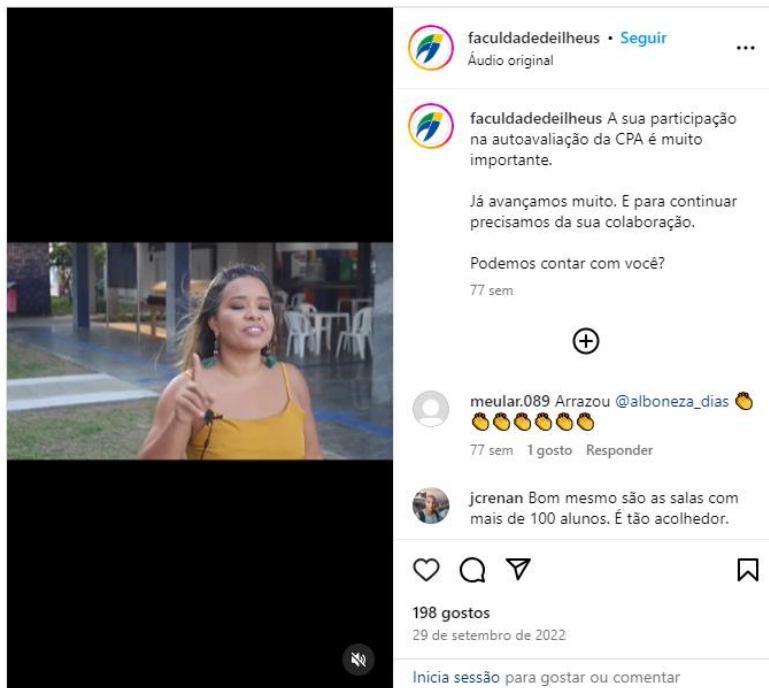 faculdadedeilheus • Seguir
Áudio original
faculdadedeilheus A sua participação
na autoavaliação da CPA é muito
importante.
Já avançamos muito. E para continuar
precisamos da sua colaboração.
Podemos contar com você?
77 sem
meular.089 Arrazou @alboneza_dias 👏
👏👏👏👏👏👏
77 sem 1 gosto Responder
jcrenan Bom mesmo são as salas com
mais de 100 alunos. É tão acolhedor.
198 gostos
29 de setembro de 2022
Inicia sessão para gostar ou comentar